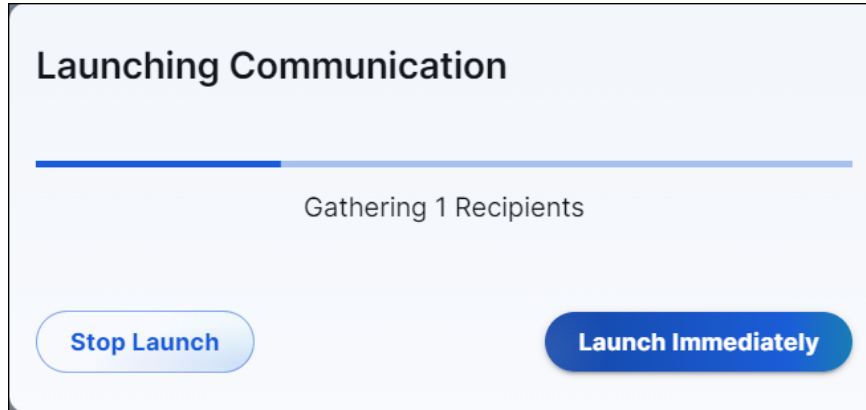 Launching Communication
Gathering 1 Recipients
Stop Launch
Launch Immediately